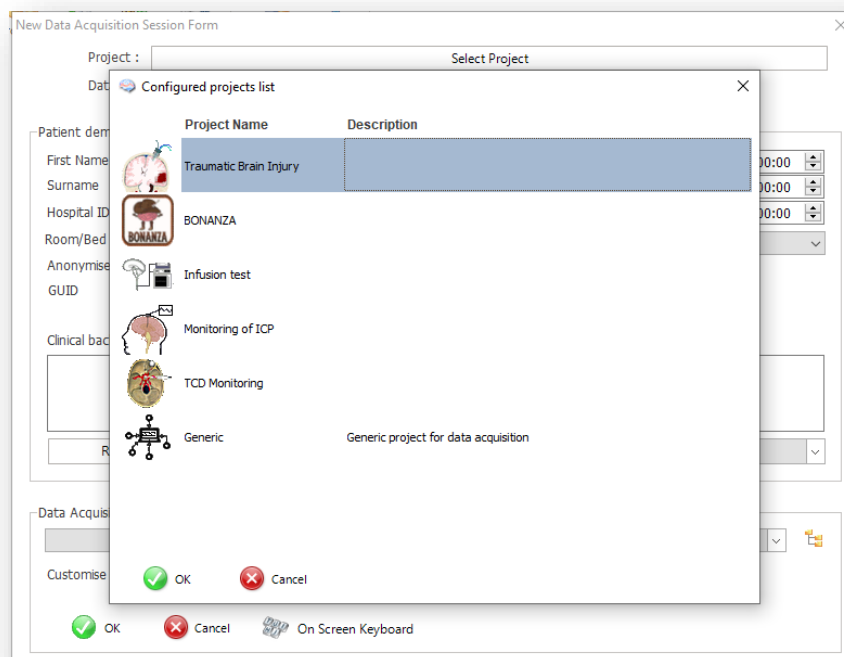 New Data Acquisition Session Form
Project :
Select Project
Configured projects list
Project Name Description
Traumatic Brain Injury
BONANZA
BONANZA
Infusion test
Monitoring of ICP
TCD Monitoring
Generic Generic project for data acquisition
OK Cancel
Dat
Patient dem
First Name
00:00
Surname
00:00
Hospital ID
00:00
Room/Bed
Anonymise
GUID
Clinical bac
R
Data Acquis
Customise
OK Cancel On Screen Keyboard